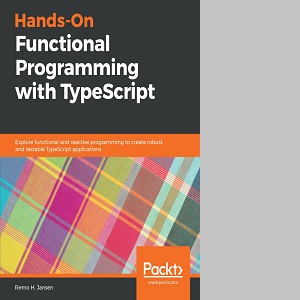 Hands-On
Functional
Programming
with TypeScript
Explore functional and reactive programming to create robust
and testable TypeScript applications
Remo H. Jansen
Packt>
www.packt.com